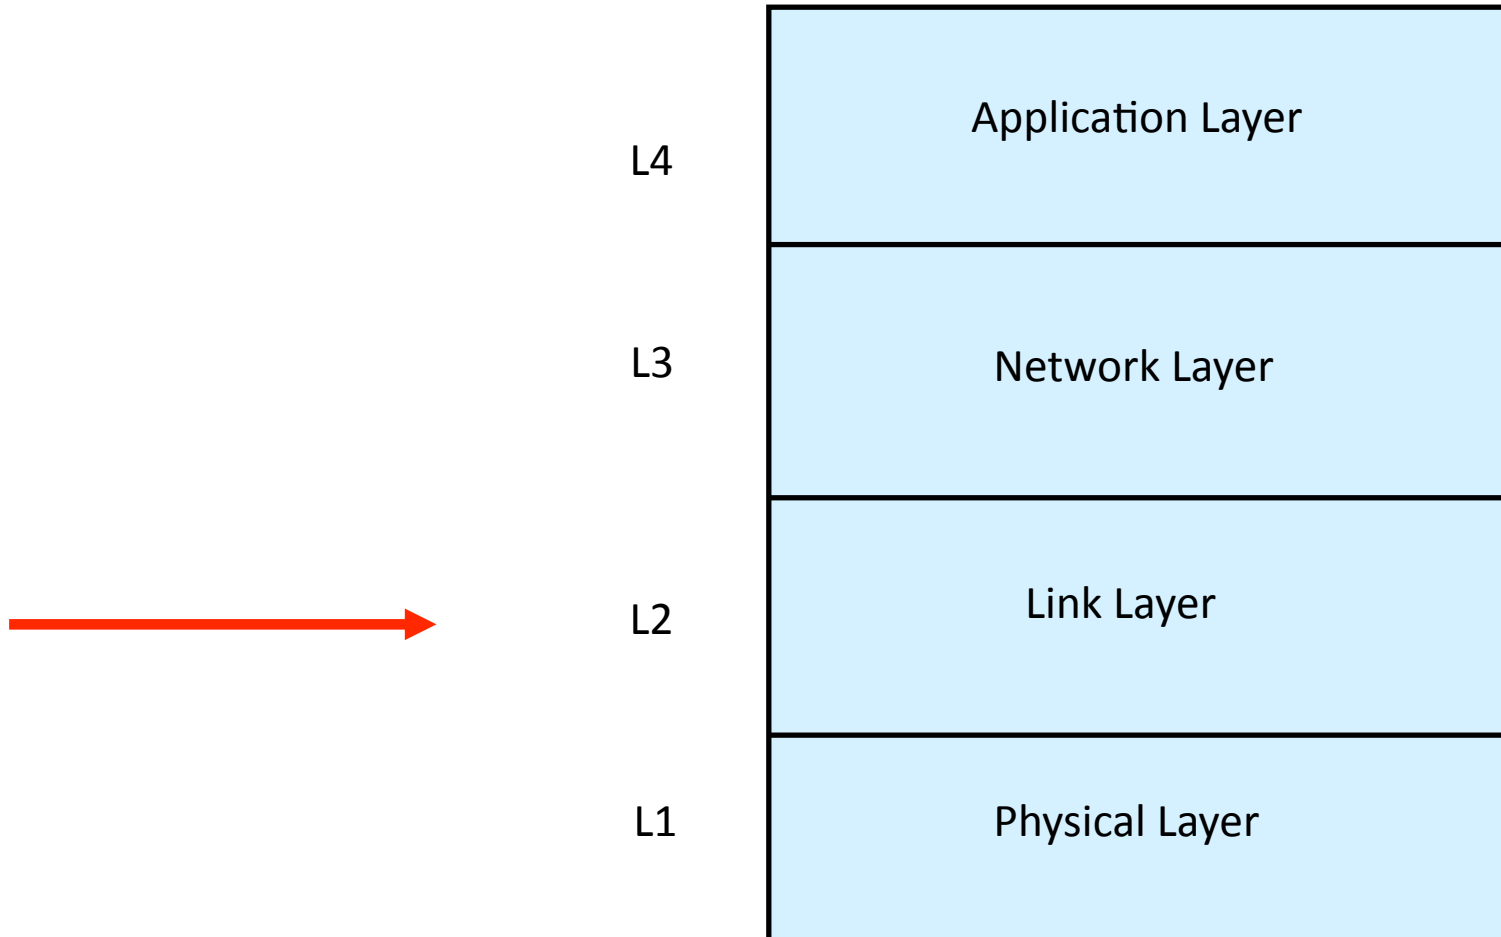 Application Layer
L4
L3
Network Layer
Link Layer
L2
L1
Physical Layer